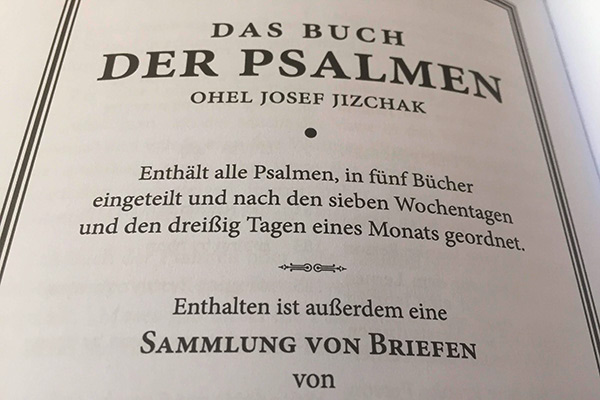 DAS BUCH
DER PSALMEN
OHEL JOSEF JIZCHAK
Enthält alle Psalmen, in fünf Bücher
eingeteilt und nach den sieben Wochentagen
und den dreißig Tagen eines Monats geordnet.
Enthalten ist außerdem eine
SAMMLUNG VON BRIEFEN
von